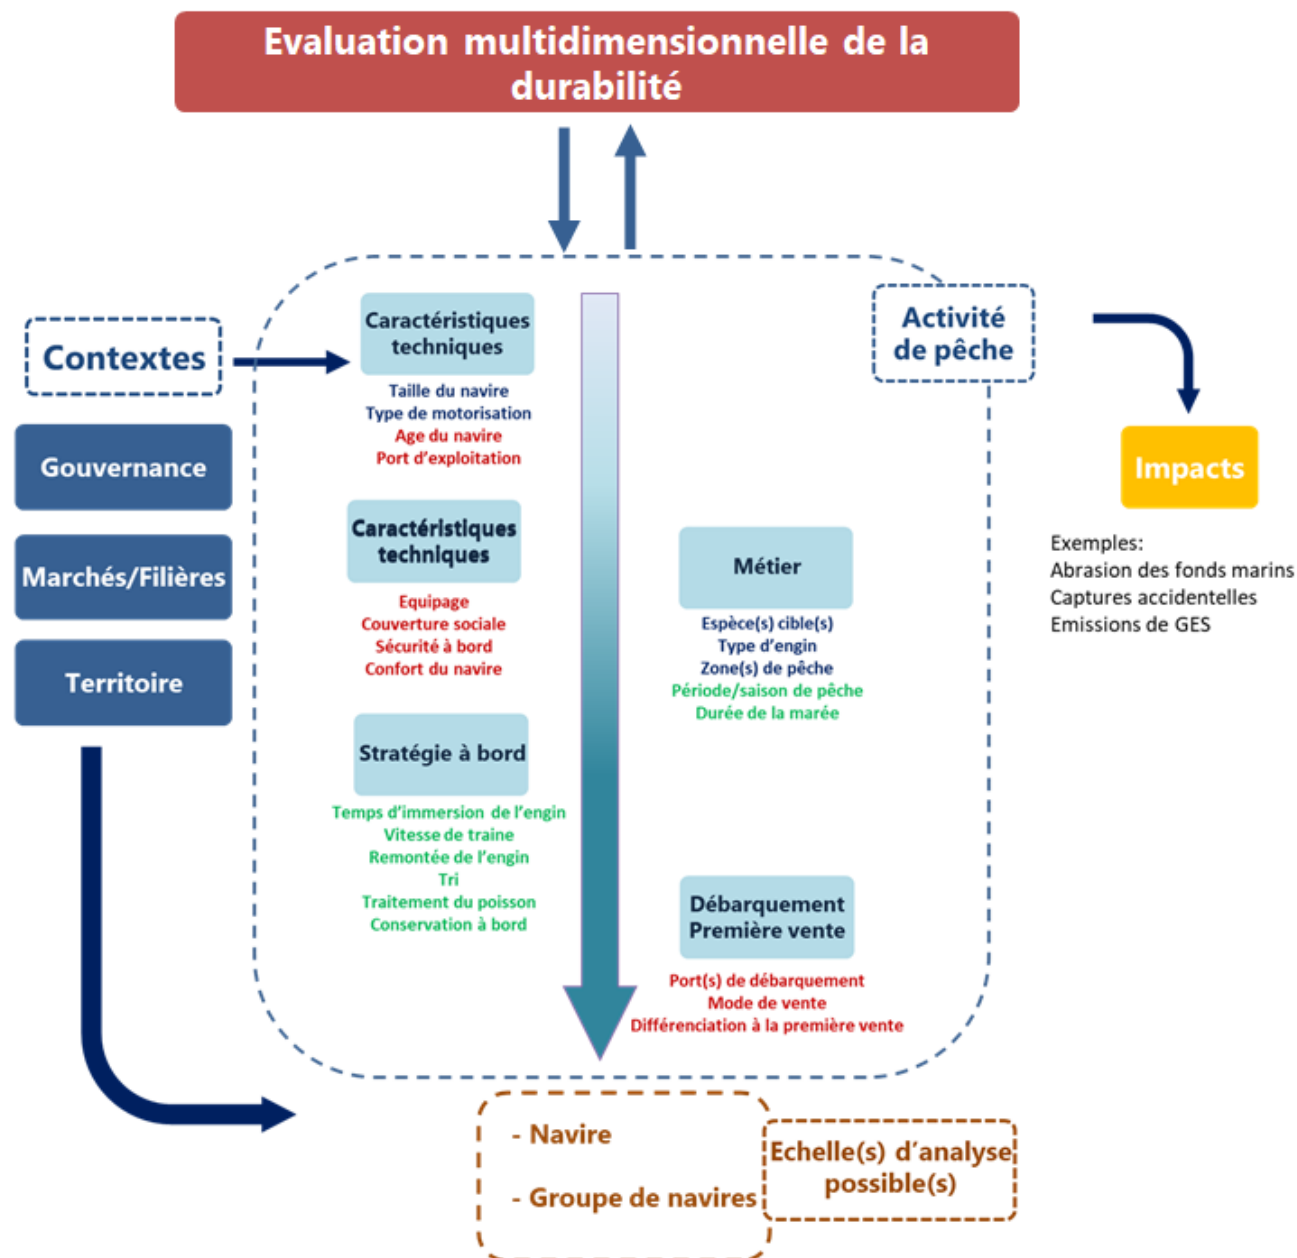 Evaluation multidimensionnelle de la
durabilité
Contextes
Gouvernance
Marchés/Filières
Territoire
Caractéristiques
techniques
Taille du navire
Type de motorisation
Age du navire
Port d'exploitation
Caractéristiques
techniques
Equipage
Couverture sociale
Sécurité à bord
Confort du navire
Stratégie à bord
Temps d'immersion de l'engin
Vitesse de traine
Remontée de l'engin
Tri
Traitement du poisson
Conservation à bord
Métier
Espèce(s) cible(s)
Type d'engin
Zone(s) de pêche
Période/saison de pêche
Durée de la marée
Débarquement
Première vente
Port(s) de débarquement
Mode de vente
Différenciation à la première vente
Activité
de pêche
Impacts
Exemples:
Abrasion des fonds marins
Captures accidentelles
Emissions de GES
- Navire
- Groupe de navires
Echelle(s) d'analyse
possible(s)